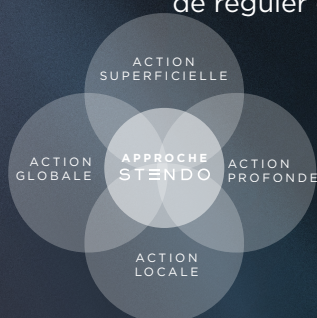 de réguler
ACTION
SUPERFICIELLE
ACTION
GLOBALE
APPROCHE
STENDO
ACTION
PROFONDE
ACTION
LOCALE